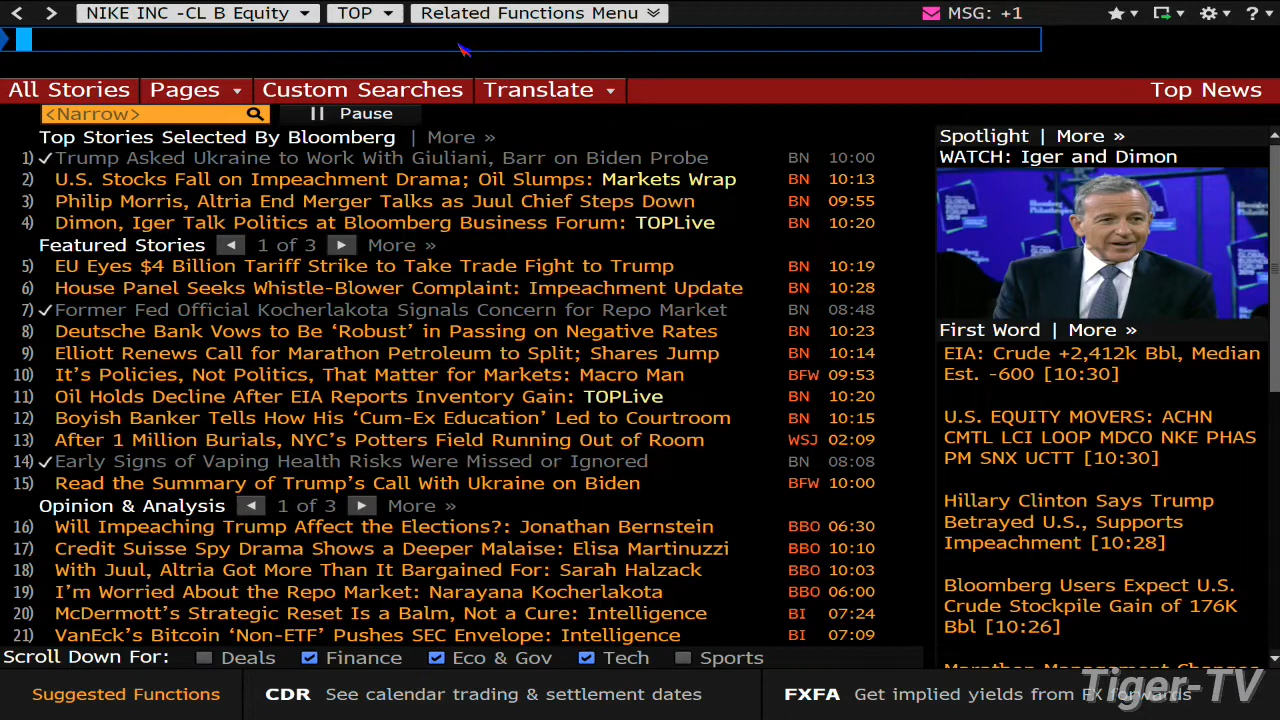 NIKE INC -CL B Equity TOP Related Functions Menu MSG: +1 ?
All Stories Pages Custom Searches Translate Top News
<Narrow> Pause
Top Stories Selected By Bloomberg | More »
1) Trump Asked Ukraine to Work With Giuliani, Barr on Biden Probe BN 10:00
2) U.S. Stocks Fall on Impeachment Drama; Oil Slumps: Markets Wrap BN 10:13
3) Philip Morris, Altria End Merger Talks as Juul Chief Steps Down BN 09:55
4) Dimon, Iger Talk Politics at Bloomberg Business Forum: TOPLive BN 10:20
Featured Stories 1 of 3 More »
5) EU Eyes $4 Billion Tariff Strike to Take Trade Fight to Trump BN 10:19
6) House Panel Seeks Whistle-Blower Complaint: Impeachment Update BN 10:28
7) Former Fed Official Kocherlakota Signals Concern for Repo Market BN 08:48
8) Deutsche Bank Vows to Be ‘Robust’ in Passing on Negative Rates BN 10:23
9) Elliott Renews Call for Marathon Petroleum to Split; Shares Jump BN 10:14
10) It’s Policies, Not Politics, That Matter for Markets: Macro Man BFW 09:53
11) Oil Holds Decline After EIA Reports Inventory Gain: TOPLive BN 10:20
12) Boyish Banker Tells How His ‘Cum-Ex Education’ Led to Courtroom BN 10:15
13) After 1 Million Burials, NYC’s Potters Field Running Out of Room WSJ 02:09
14) Early Signs of Vaping Health Risks Were Missed or Ignored BN 08:08
15) Read the Summary of Trump’s Call With Ukraine on Biden BFW 10:00
Opinion & Analysis 1 of 3 More »
16) Will Impeaching Trump Affect the Elections?: Jonathan Bernstein BBO 06:30
17) Credit Suisse Spy Drama Shows a Deeper Malaise: Elisa Martinuzzi BBO 10:10
18) With Juul, Altria Got More Than It Bargained For: Sarah Halzack BBO 10:03
19) I’m Worried About the Repo Market: Narayana Kocherlakota BBO 06:00
20) McDermott’s Strategic Reset Is a Balm, Not a Cure: Intelligence BI 07:24
21) VanEck’s Bitcoin ‘Non-ETF’ Pushes SEC Envelope: Intelligence BI 07:09
Scroll Down For: Deals Finance Eco & Gov Tech Sports
Spotlight | More »
WATCH: Iger and Dimon
First Word | More »
EIA: Crude +2,412k Bbl, Median
Est. -600 [10:30]
U.S. EQUITY MOVERS: ACHN
CMTL LCI LOOP MDCO NKE PHAS
PM SNX UCTT [10:30]
Hillary Clinton Says Trump
Betrayed U.S., Supports
Impeachment [10:28]
Bloomberg Users Expect U.S.
Crude Stockpile Gain of 176K
Bbl [10:26]
Marathon Management Changes
Suggested Functions CDR See calendar trading & settlement dates FXFA Get implied yields from FX forwards
Tiger-TV